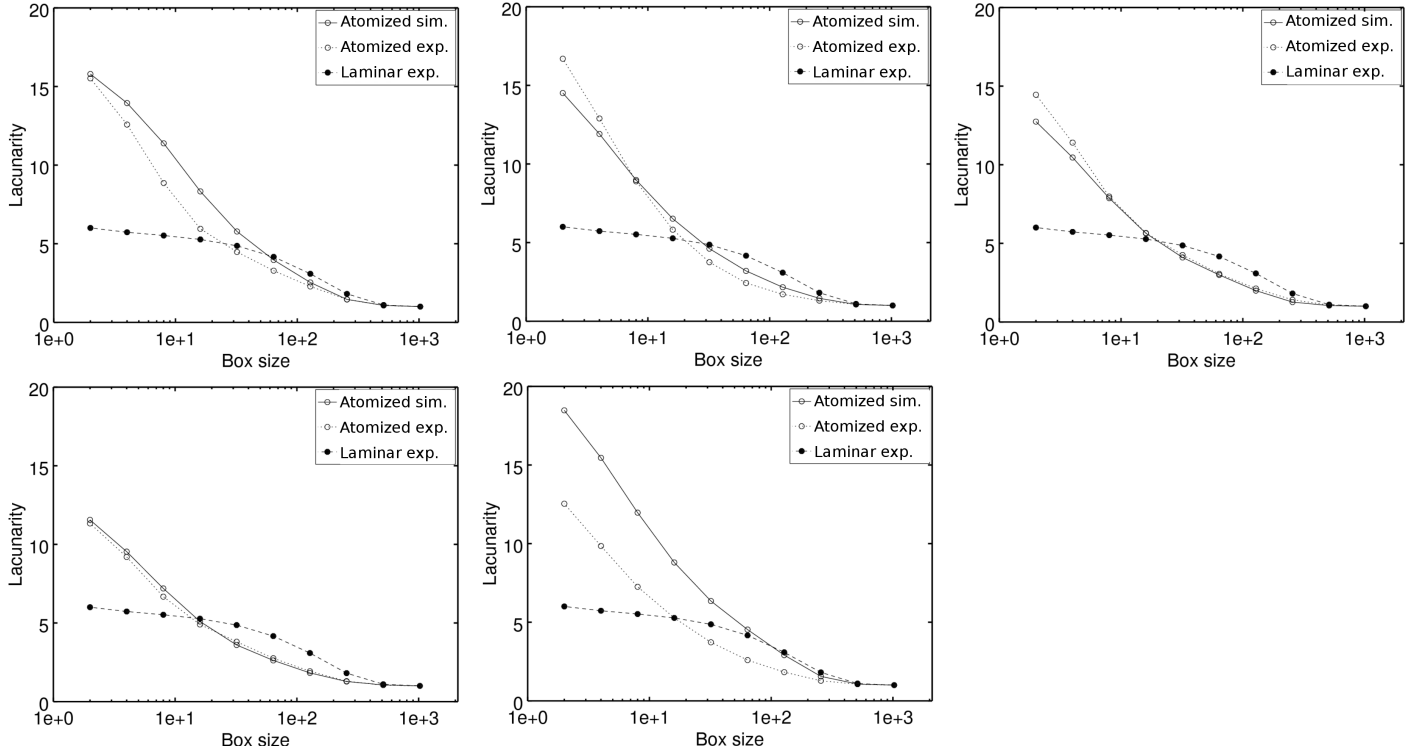 20
15
10
5
0
Lacunarity
1e+0
1e+1
1e+2
1e+3
Box size
Atomized sim.
Atomized exp.
Laminar exp.
20
15
10
5
0
Lacunarity
1e+0
1e+1
1e+2
1e+3
Box size
Atomized sim.
Atomized exp.
Laminar exp.
20
15
10
5
0
Lacunarity
1e+0
1e+1
1e+2
1e+3
Box size
Atomized sim.
Atomized exp.
Laminar exp.
20
15
10
5
0
Lacunarity
1e+0
1e+1
1e+2
1e+3
Box size
Atomized sim.
Atomized exp.
Laminar exp.
20
15
10
5
0
Lacunarity
1e+0
1e+1
1e+2
1e+3
Box size
Atomized sim.
Atomized exp.
Laminar exp.